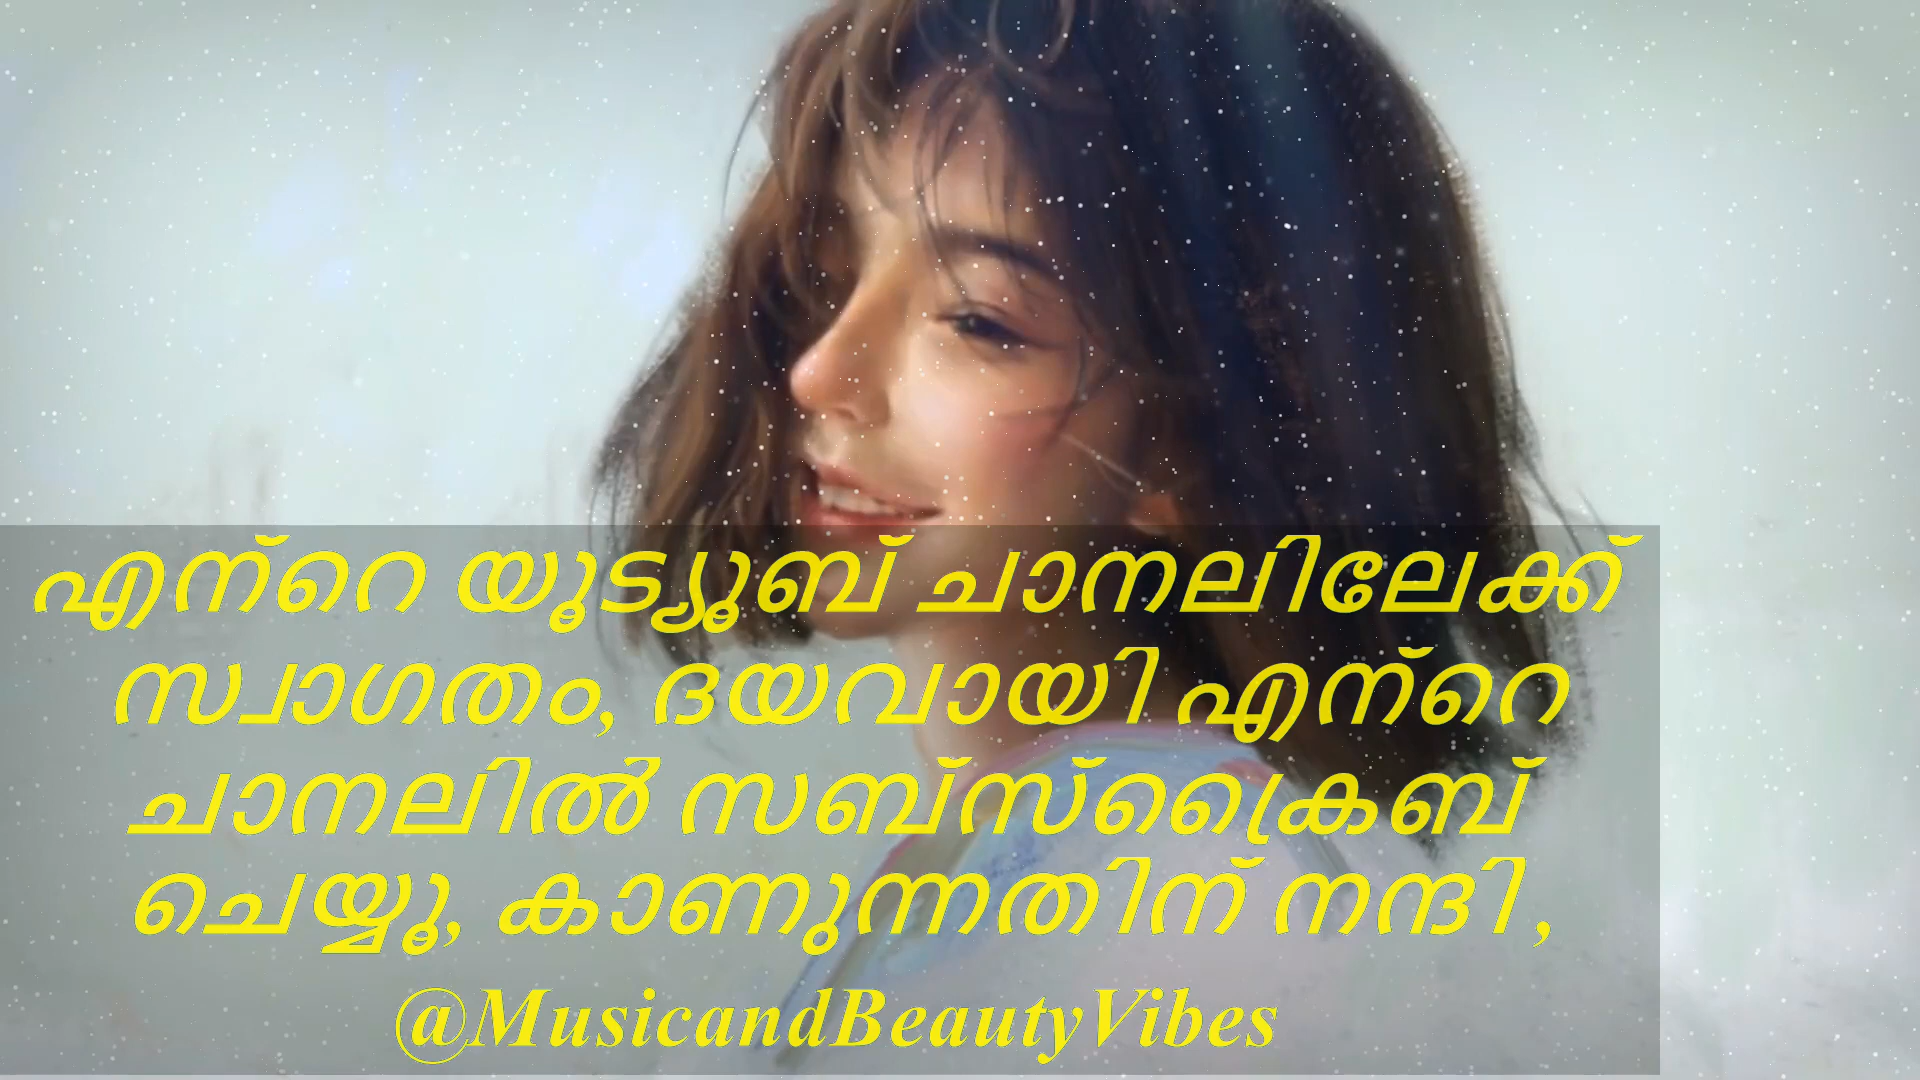 എന്റെ യൂട്യൂബ് ചാനലിലേക്ക്
സ്വാഗതം, ദയവായി എന്റെ
ചാനലിൽ സബ്സ്ക്രൈബ്
ചെയ്യൂ, കാണുന്നതിന് നന്ദി ,
@MusicandBeautyVibes